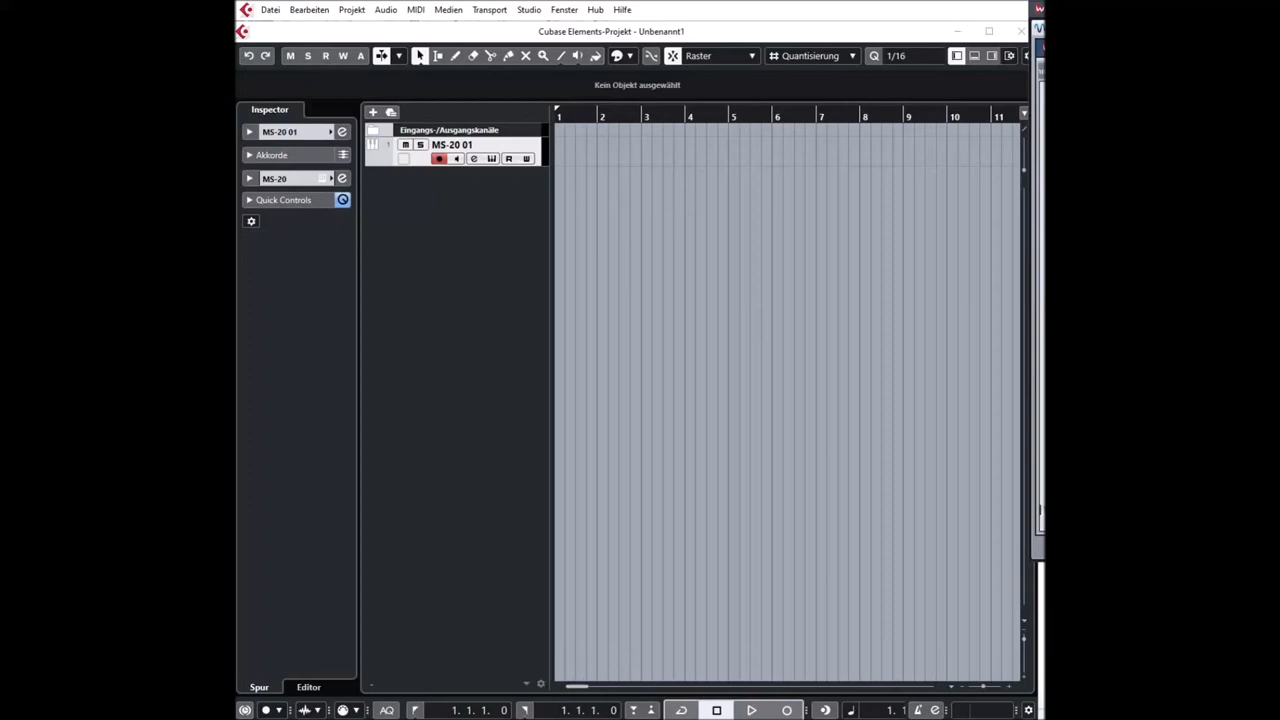 Datei Bearbeiten Projekt Audio MIDI Medien Transport Studio Fenster Hub Hilfe
Cubase Elements-Projekt - Unbenannt1
M S R W A Raster Quantisierung Q 1/16
Kein Objekt ausgewählt
Inspector
1 2 3 4 5 6 7 8 9 10 11
MS-20 01
Eingangs-/Ausgangskanäle
1 m S MS-20 01
e R W
Akkorde
MS-20
Quick Controls
Spur Editor
AQ 1. 1. 1. 0 1. 1. 1. 0 1. 1